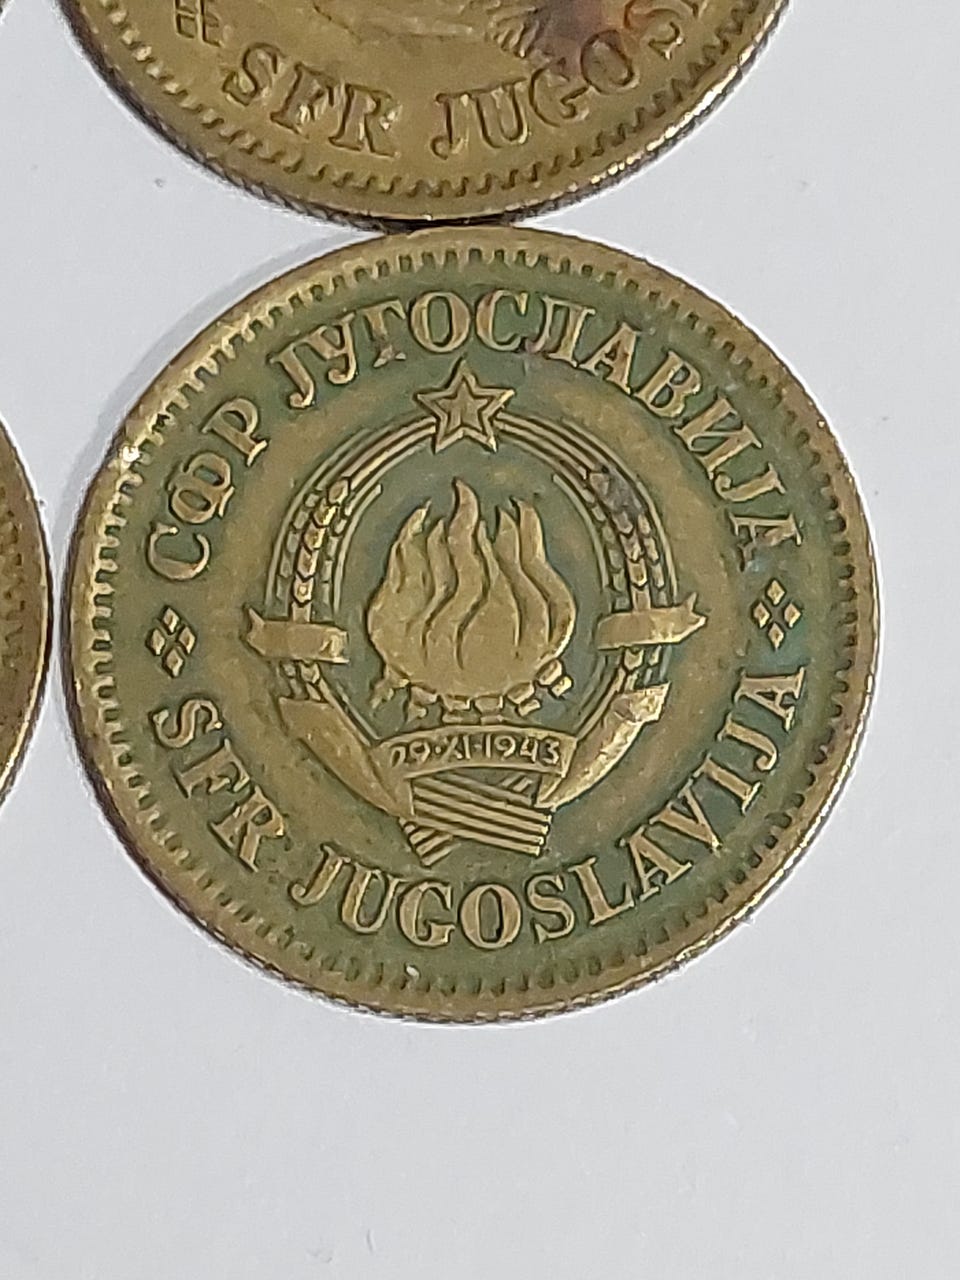 SFR JUGOS
СФР ЈУГОСЛАВИЈА
29·XI·1943
SFR JUGOSLAVIJA